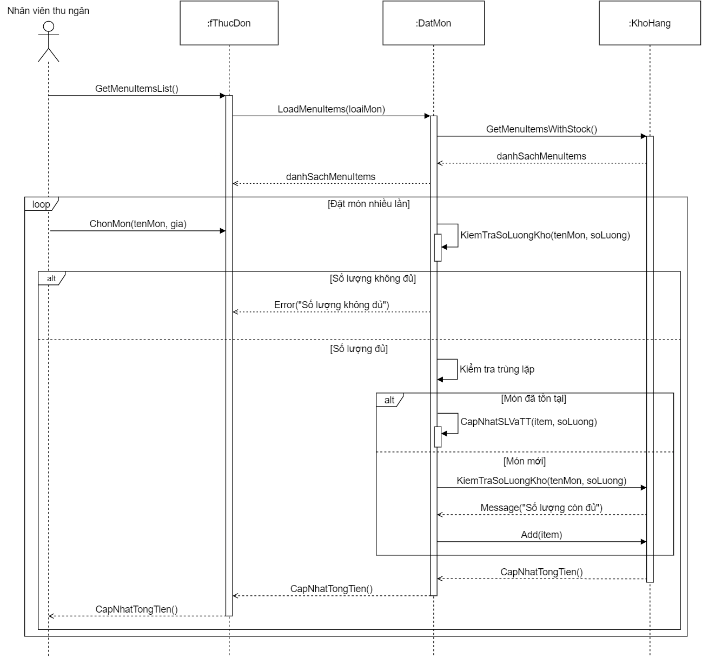 Nhân viên thu ngân
:fThucDon
:DatMon
:KhoHang
GetMenuItemsList()
LoadMenuItems(loaiMon)
GetMenuItemsWithStock()
danhSachMenuItems
danhSachMenuItems
loop
[Đặt món nhiều lần]
ChonMon(tenMon, gia)
KiemTraSoLuongKho(tenMon, soLuong)
alt
[Số lượng không đủ]
Error("Số lượng không đủ")
[Số lượng đủ]
Kiểm tra trùng lặp
alt
[Món đã tồn tại]
CapNhatSLVaTT(item, soLuong)
[Món mới]
KiemTraSoLuongKho(tenMon, soLuong)
Message("Số lượng còn đủ")
Add(item)
CapNhatTongTien()
CapNhatTongTien()
CapNhatTongTien()